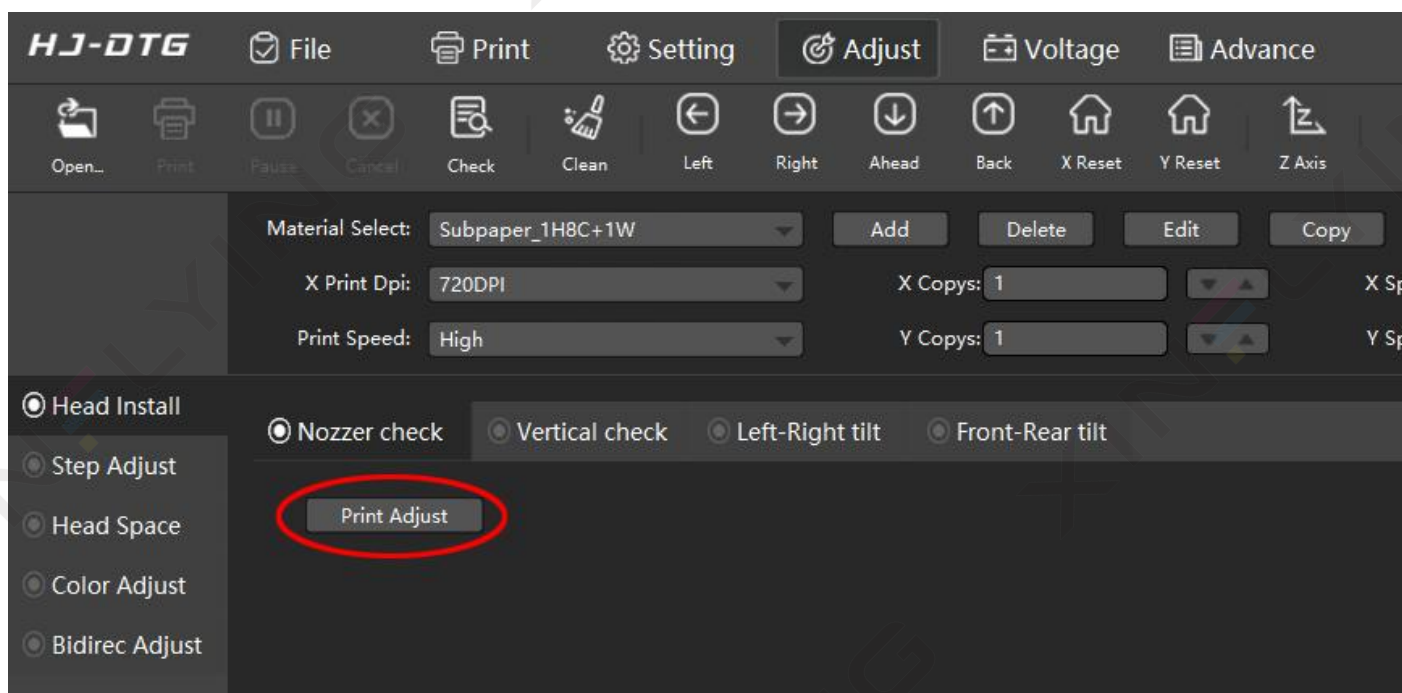 HJ-DTG File Print Setting Adjust Voltage Advance
Open... Print Pause Cancel Check Clean Left Right Ahead Back X Reset Y Reset Z Axis
Material Select: Subpaper_1H8C+1W Add Delete Edit Copy
X Print Dpi: 720DPI X Copys: 1 X Sp
Print Speed: High Y Copys: 1 Y Sp
Head Install
Nozzer check Vertical check Left-Right tilt Front-Rear tilt
Step Adjust
Print Adjust
Head Space
Color Adjust
Bidirec Adjust